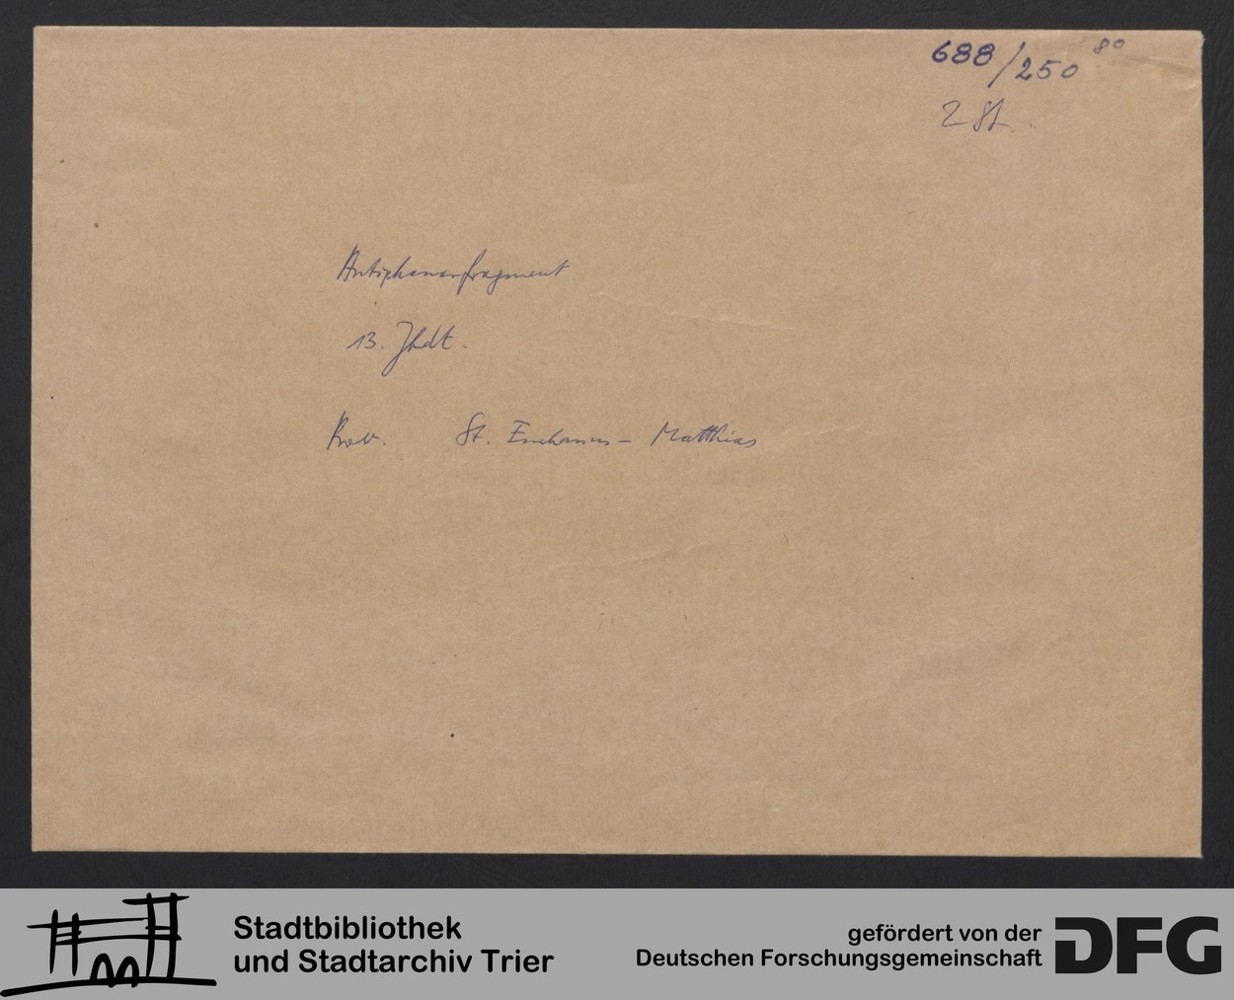 688/250 8°
2 St.
Antiphonarfragment
13. Jhdt.
Prov. St. Eucharius - Matthias
Stadtbibliothek
und Stadtarchiv Trier
gefördert von der
Deutschen Forschungsgemeinschaft
DFG